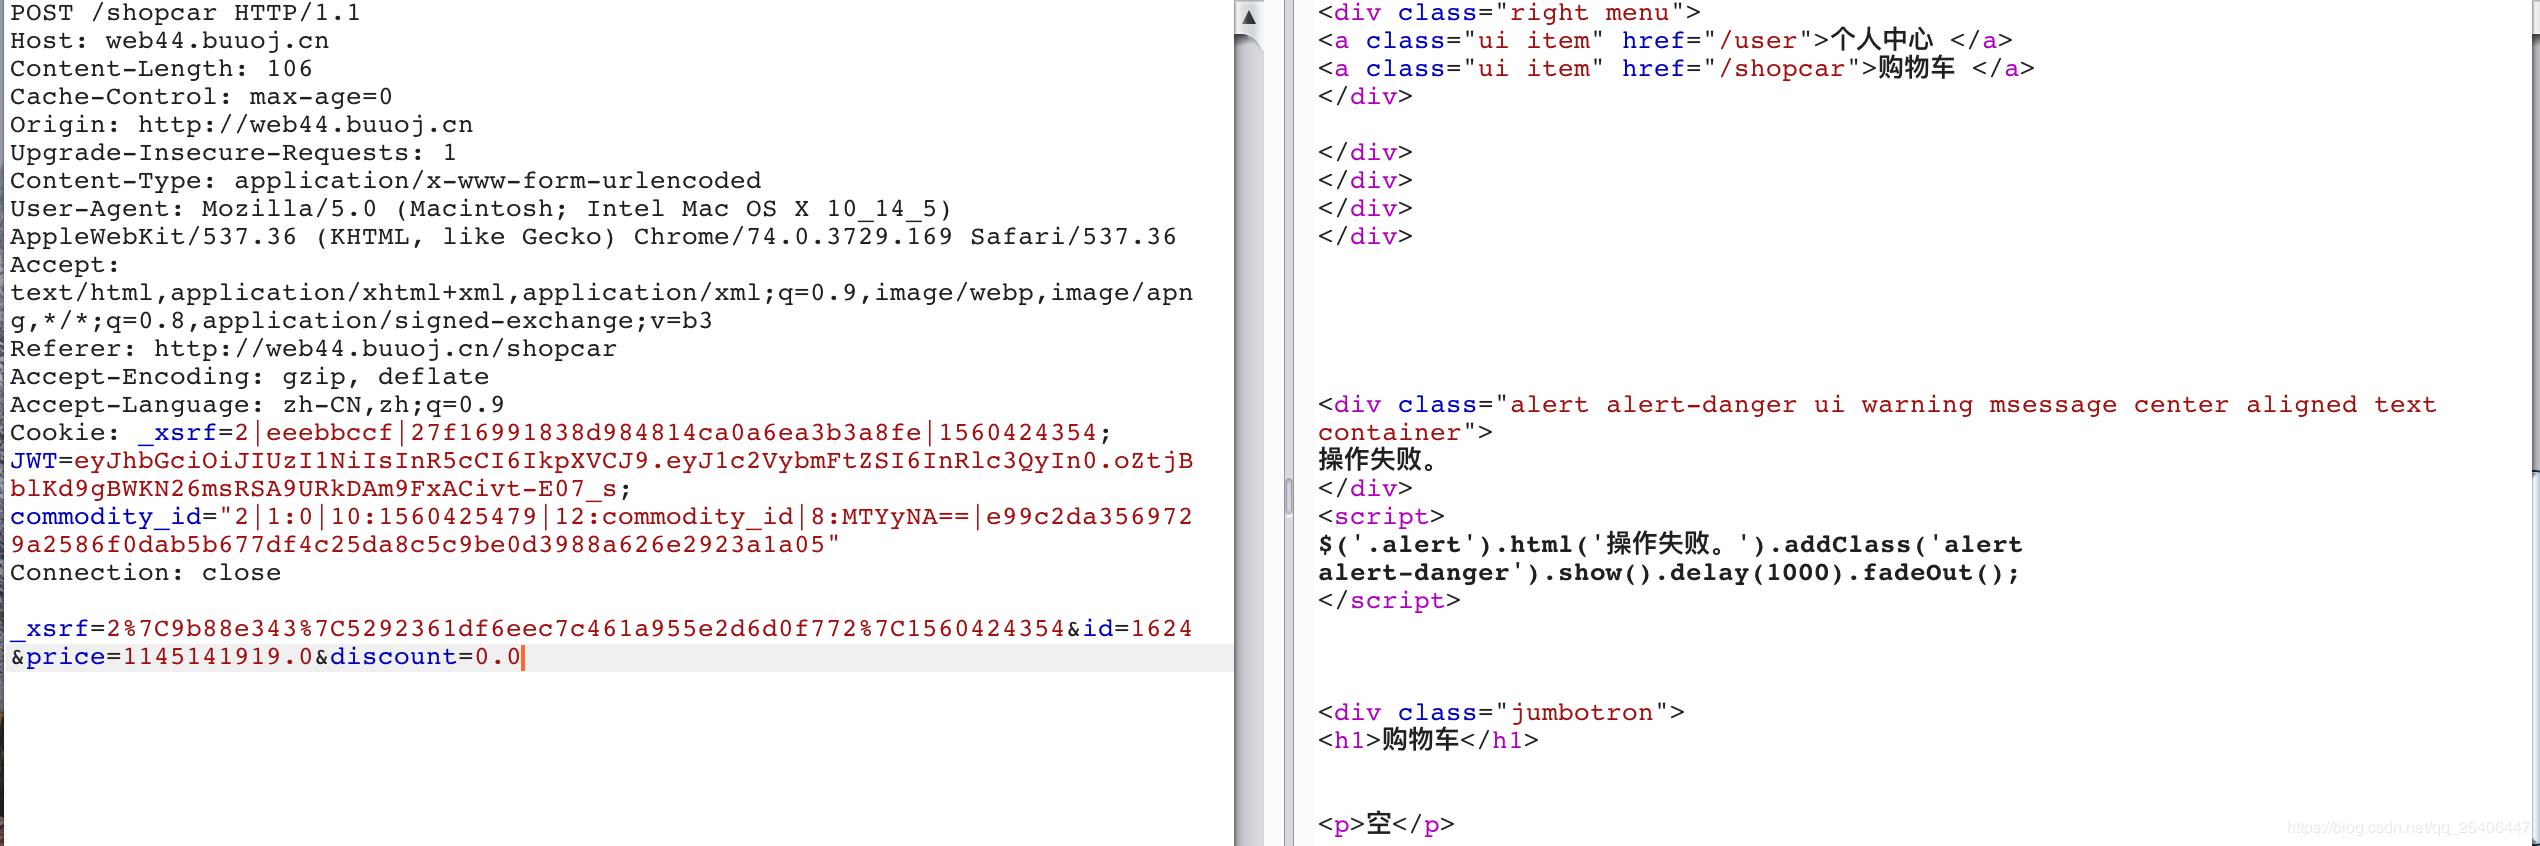 POST /shopcar HTTP/1.1
Host: web44.buuoj.cn
Content-Length: 106
Cache-Control: max-age=0
Origin: http://web44.buuoj.cn
Upgrade-Insecure-Requests: 1
Content-Type: application/x-www-form-urlencoded
User-Agent: Mozilla/5.0 (Macintosh; Intel Mac OS X 10_14_5)
AppleWebKit/537.36 (KHTML, like Gecko) Chrome/74.0.3729.169 Safari/537.36
Accept:
text/html,application/xhtml+xml,application/xml;q=0.9,image/webp,image/apn
g,*/*;q=0.8,application/signed-exchange;v=b3
Referer: http://web44.buuoj.cn/shopcar
Accept-Encoding: gzip, deflate
Accept-Language: zh-CN,zh;q=0.9
Cookie: _xsrf=2|eeebbccf|27f16991838d984814ca0a6ea3b3a8fe|1560424354;
JWT=eyJhbGciOiJIUzI1NiIsInR5cCI6IkpXVCJ9.eyJ1c2VybmFtZSI6InRlc3QyIn0.oZtjB
blKd9gBWKN26msRSA9URkDAm9FxACivt-E07_s;
commodity_id="2|1:0|10:1560425479|12:commodity_id|8:MTYyNA==|e99c2da356972
9a2586f0dab5b677df4c25da8c5c9be0d3988a626e2923a1a05"
Connection: close
_xsrf=2%7C9b88e343%7C5292361df6eec7c461a955e2d6d0f772%7C1560424354&id=1624
&price=1145141919.0&discount=0.0
<div class="right menu">
<a class="ui item" href="/user">个人中心 </a>
<a class="ui item" href="/shopcar">购物车 </a>
</div>
</div>
</div>
</div>
</div>
<div class="alert alert-danger ui warning msessage center aligned text
container">
操作失败。
</div>
<script>
$('.alert').html('操作失败。').addClass('alert
alert-danger').show().delay(1000).fadeOut();
</script>
<div class="jumbotron">
<h1>购物车</h1>
<p>空</p>
https://blog.csdn.net/qq_26406447